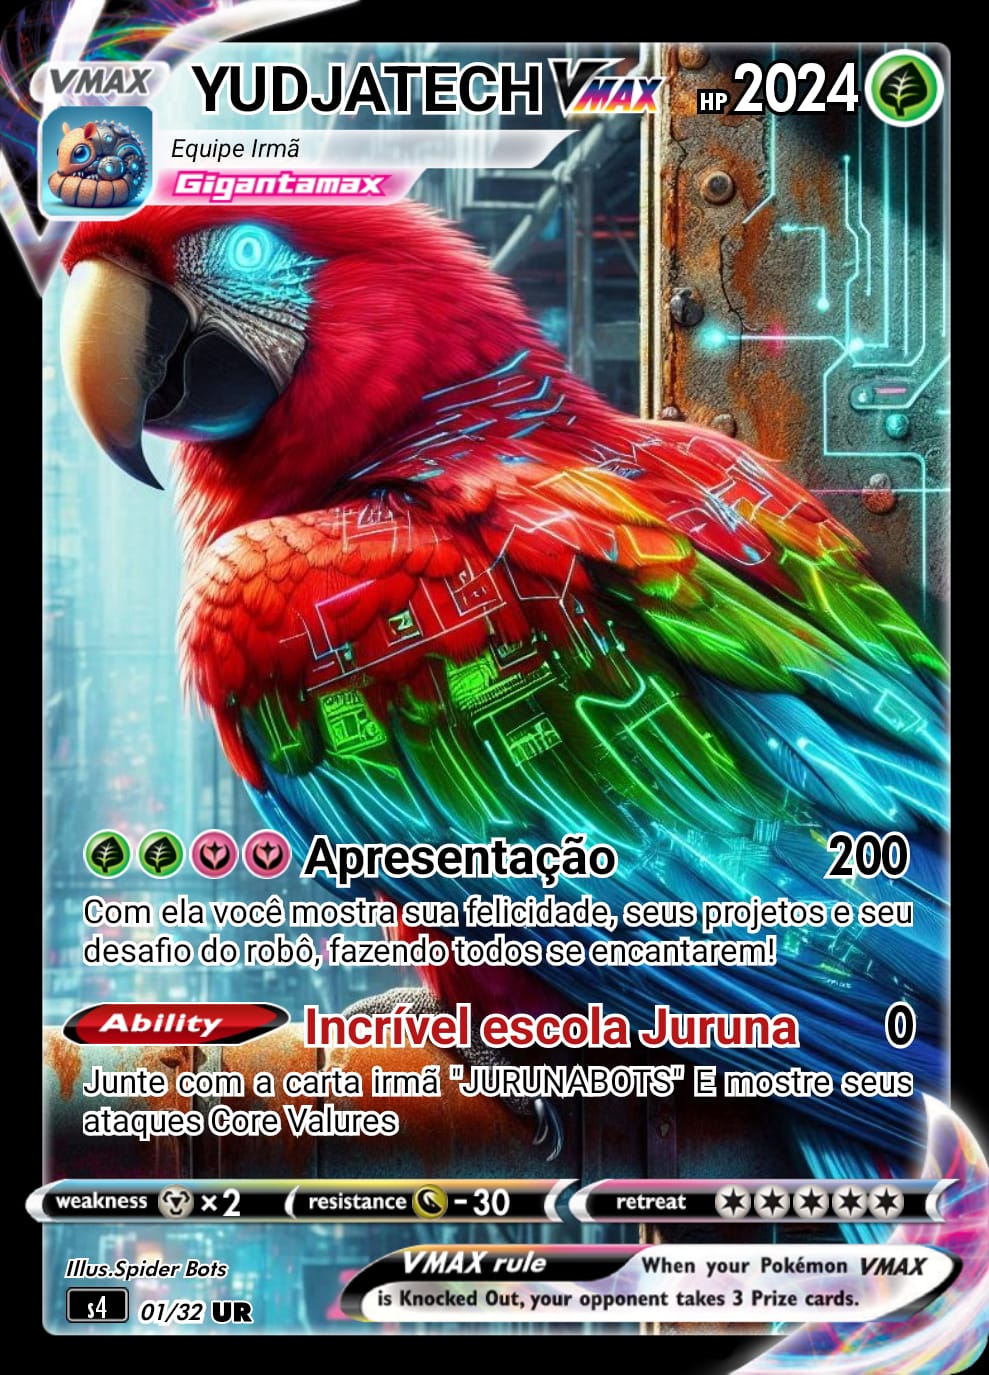 VMAX YUDJATECH VMAX HP 2024
Equipe Irmã
Gigantamax
Apresentação 200
Com ela você mostra sua felicidade, seus projetos e seu
desafio do robô, fazendo todos se encantarem!
Ability Incrível escola Juruna 0
Junte com a carta irmã "JURUNABOTS" E mostre seus
ataques Core Valures
weakness ×2 resistance -30 retreat
Illus.Spider Bots
VMAX rule When your Pokémon VMAX
is Knocked Out, your opponent takes 3 Prize cards.
s4 01/32 UR